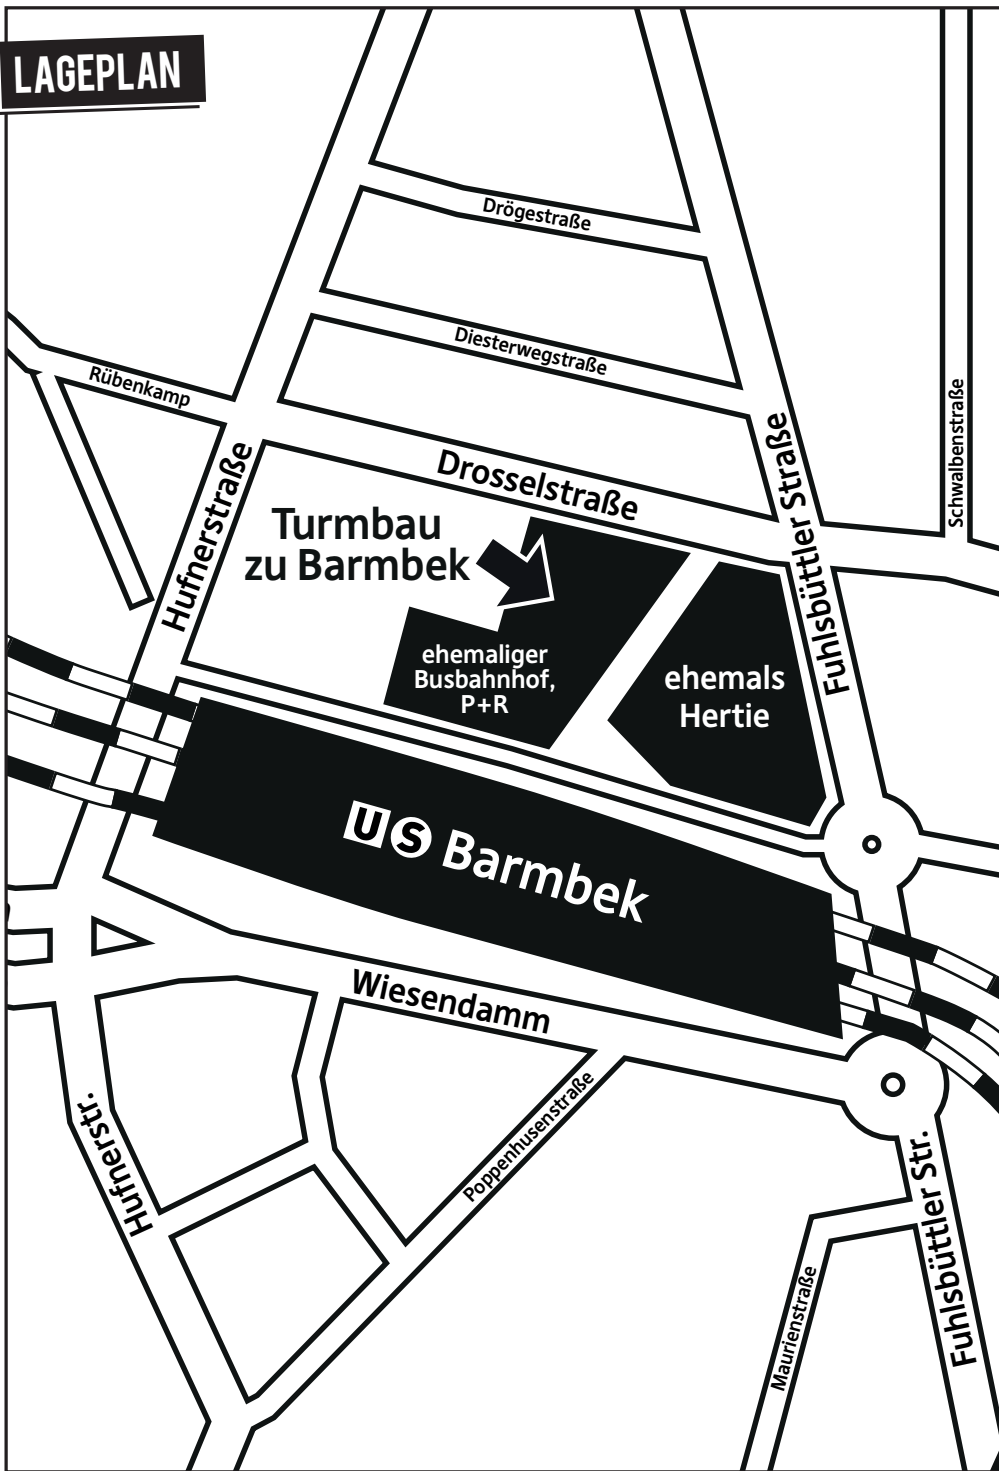 LAGEPLAN
Drögestraße
Diesterwegstraße
Rübenkamp
Schwalbenstraße
Hufnerstraße
Drosselstraße
Fuhlsbüttler Straße
Turmbau
zu Barmbek
ehemaliger
Busbahnhof,
P+R
ehemals
Hertie
U S Barmbek
Wiesendamm
Poppenhusenstraße
Hufnerstr.
Fuhlsbüttler Str.
Maurienstraße